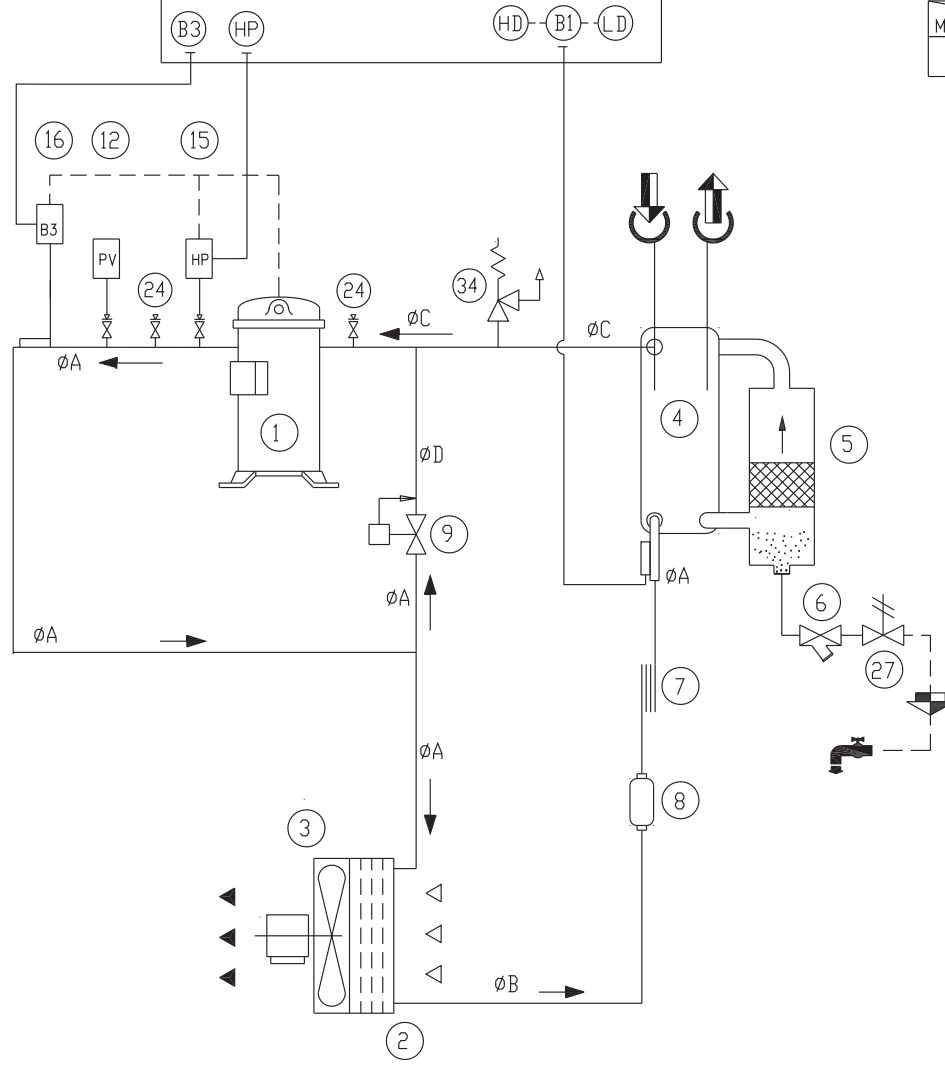 B3 HP HD B1 LD
M
16 12 15
B3
PV HP
24 24 34
ØC
ØC
ØA
1 4 5
ØD
9
ØA
ØA
6
ØA
27
7
ØA
8
3
ØB
2